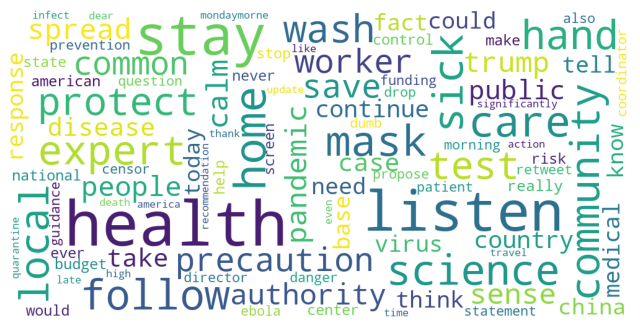 infect dear mondaymorne also
spread stay wash fact could hand
prevention state common stop like control make tell coordinator
response american question never worker trump
calm save update funding drop public
protect home screen continue dumb significantly sick know
disease today thank mask morning action care
expert censor help pandemic case test risk retweet community
national people need base propose patient really
local guidance death america recommendation health virus listen country medical
quarantine ever take precaution science travel
budget director danger sense
late high follow authority think china
would ebola center time statement